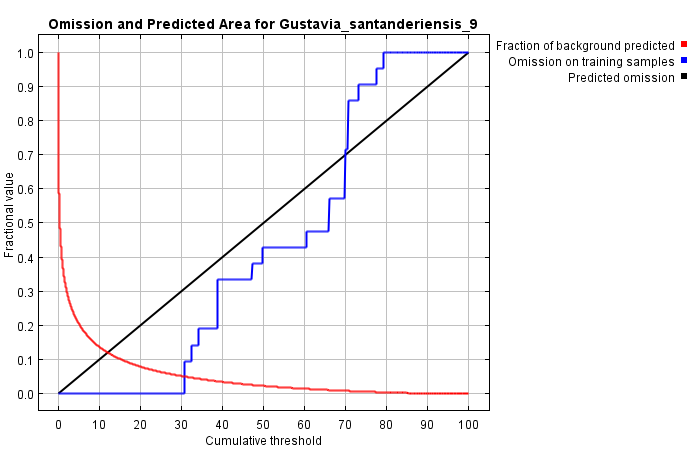 Omission and Predicted Area for Gustavia_santanderiensis_9
Fraction of background predicted
Omission on training samples
Predicted omission
Fractional value
1.0
0.9
0.8
0.7
0.6
0.5
0.4
0.3
0.2
0.1
0.0
0 10 20 30 40 50 60 70 80 90 100
Cumulative threshold